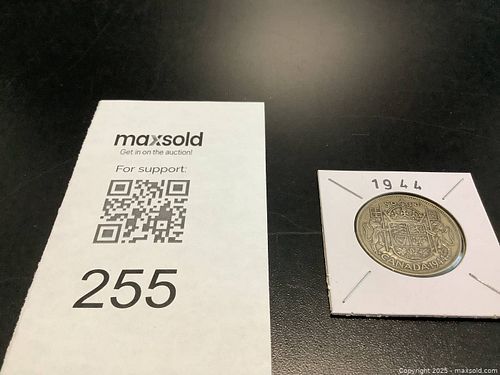 maxsold
Get in on the auction!
For support:
255
1944
CANADA
Copyright 2025 - maxsold.com